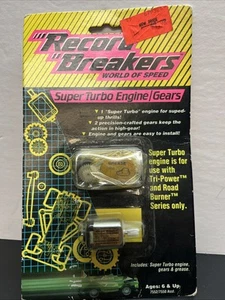 Record
Breakers
WORLD OF SPEED
Super Turbo Engine/Gears
1 "Super Turbo" engine for suped-
up thrills!
2 precision-crafted gears keep the
action in high-gear!
Engine and gears are easy to install!
Super Turbo
engine is for
use with
Tri-Power™
and Road
Burner™
Series only.
Includes: Super Turbo engine,
gears & grease.
Ages: 6 & Up